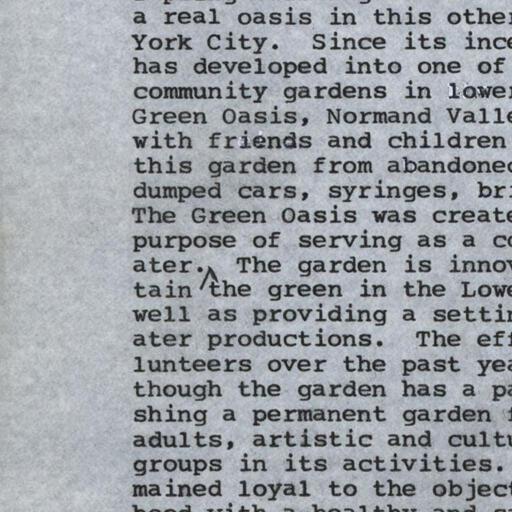 a real oasis in this other
York City. Since its ince
has developed into one of
community gardens in lower
Green Oasis, Normand Valle
with friends and children
this garden from abandoned
dumped cars, syringes, bri
The Green Oasis was create
purpose of serving as a co
ater. The garden is innov
tain the green in the Lowe
well as providing a settin
ater productions. The eff
lunteers over the past yea
though the garden has a pa
shing a permanent garden f
adults, artistic and cultu
groups in its activities.
mained loyal to the object